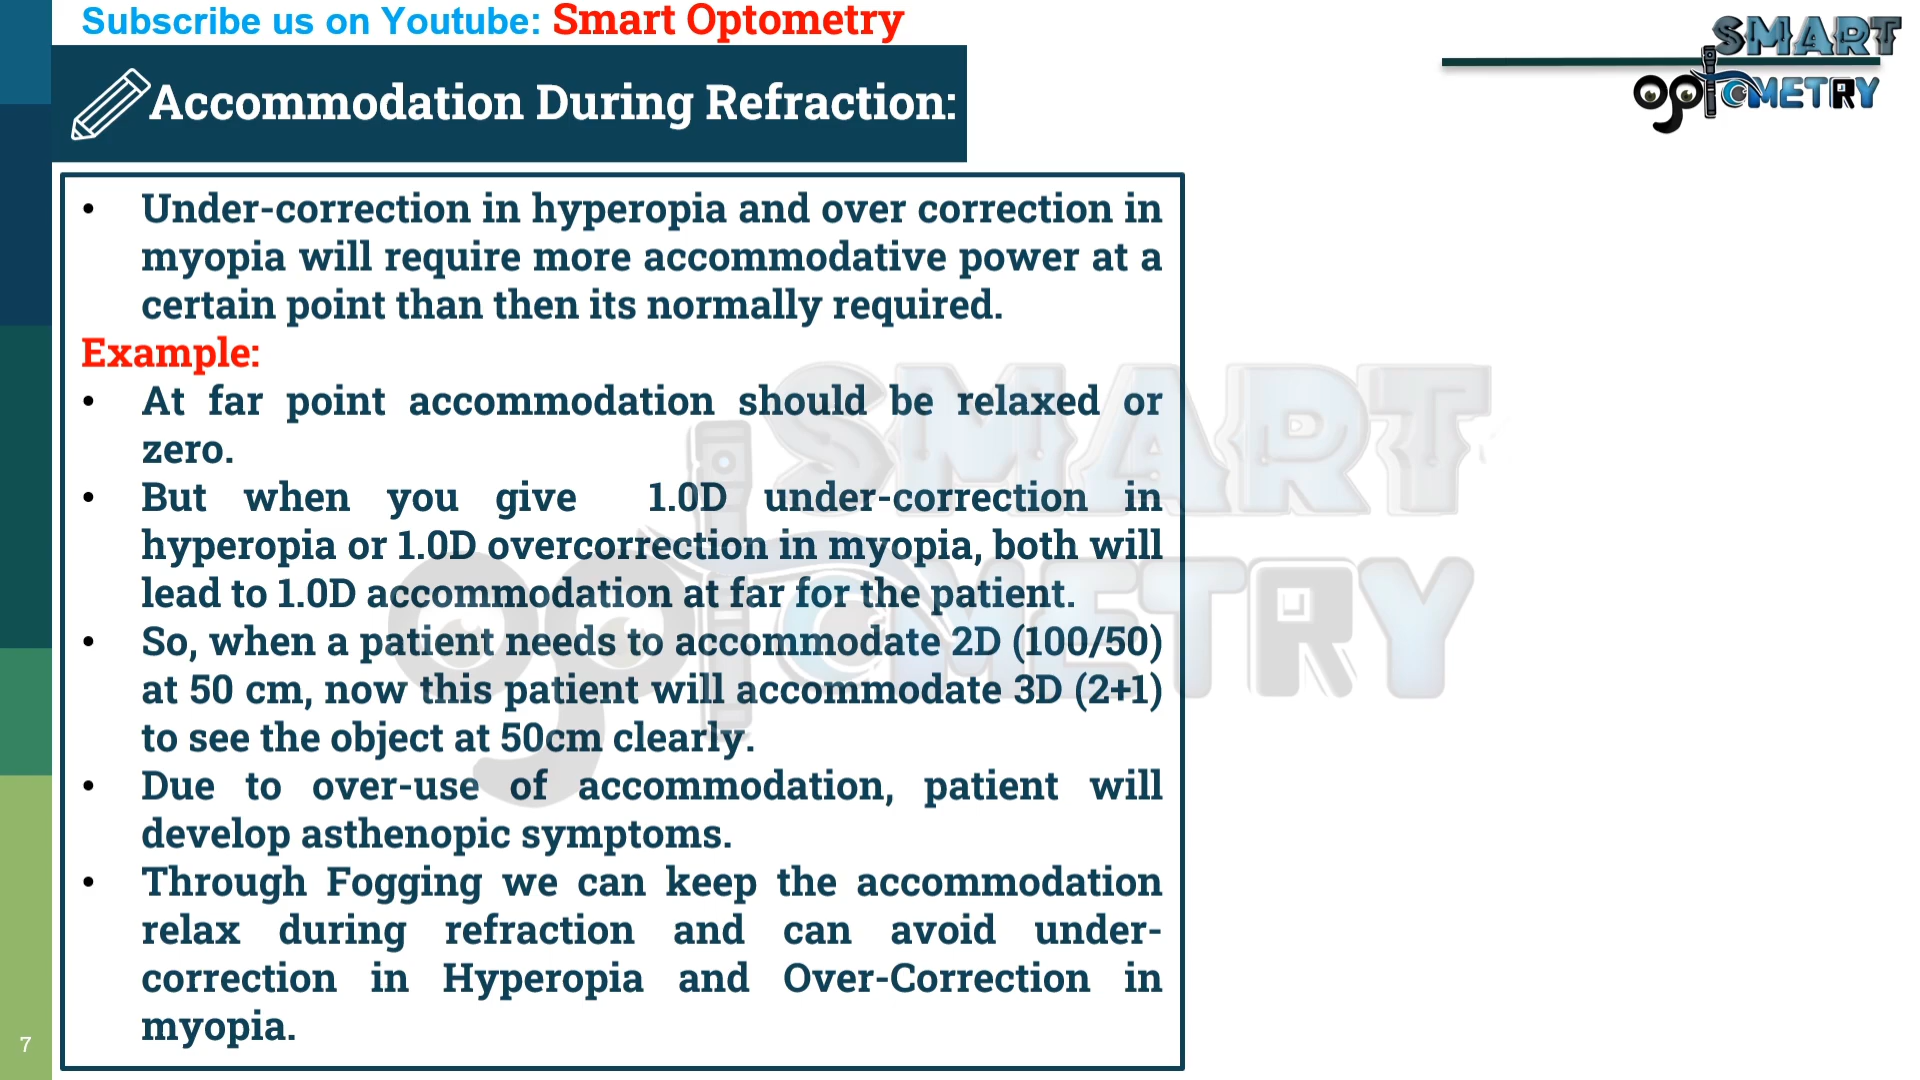 Subscribe us on Youtube: Smart Optometry
SMART
OptOMETRY
Accommodation During Refraction:
• Under-correction in hyperopia and over correction in
myopia will require more accommodative power at a
certain point than then its normally required.
Example:
• At far point accommodation should be relaxed or
zero.
• But when you give 1.0D under-correction in
hyperopia or 1.0D overcorrection in myopia, both will
lead to 1.0D accommodation at far for the patient.
• So, when a patient needs to accommodate 2D (100/50)
at 50 cm, now this patient will accommodate 3D (2+1)
to see the object at 50cm clearly.
• Due to over-use of accommodation, patient will
develop asthenopic symptoms.
• Through Fogging we can keep the accommodation
relax during refraction and can avoid under-
correction in Hyperopia and Over-Correction in
myopia.
SMART
OptOMETRY
7